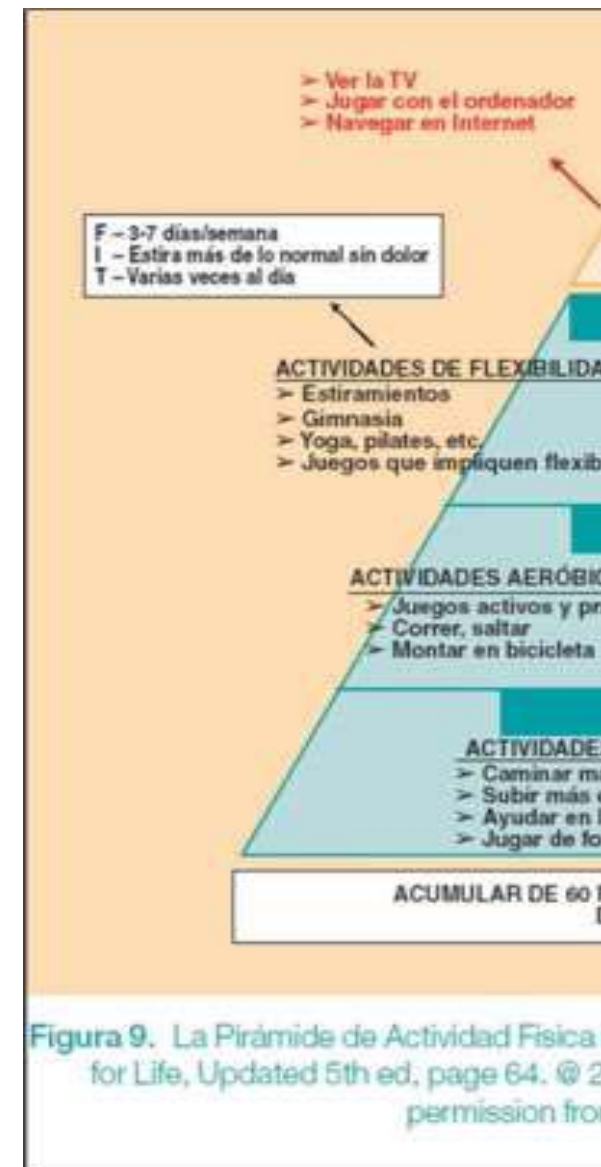 ➢ Ver la TV
➢ Jugar con el ordenador
➢ Navegar en Internet
F – 3-7 días/semana
I – Estira más de lo normal sin dolor
T – Varias veces al día
ACTIVIDADES DE FLEXIBILIDA
➢ Estiramientos
➢ Gimnasia
➢ Yoga, pilates, etc.
➢ Juegos que impliquen flexib
ACTIVIDADES AERÓBIC
➢ Juegos activos y pr
➢ Correr, saltar
➢ Montar en bicicleta
ACTIVIDADE
➢ Caminar má
➢ Subir más
➢ Ayudar en
➢ Jugar de fo
ACUMULAR DE 60
Figura 9. La Pirámide de Actividad Física
for Life, Updated 5th ed, page 64. @ 2
permission fro